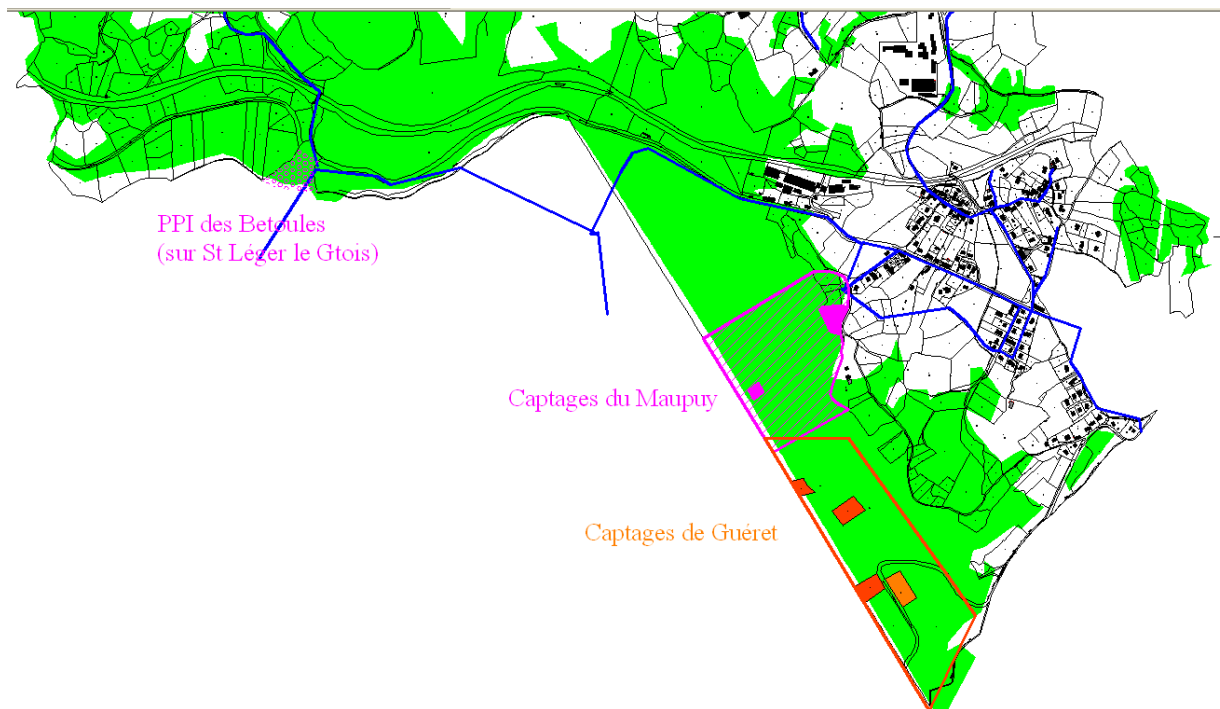 PPI des Betoules
(sur St Léger le Gtois)
Captages du Maupuy
Captages de Guéret